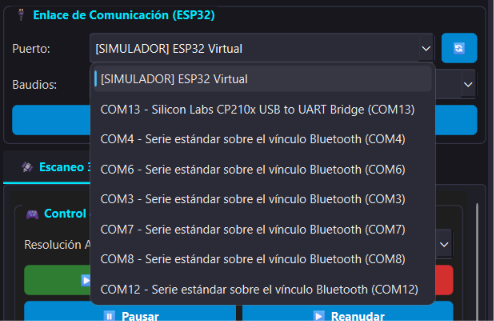 Enlace de Comunicación (ESP32)
Puerto:
[SIMULADOR] ESP32 Virtual
Baudios:
[SIMULADOR] ESP32 Virtual
COM13 - Silicon Labs CP210x USB to UART Bridge (COM13)
COM4 - Serie estándar sobre el vínculo Bluetooth (COM4)
COM6 - Serie estándar sobre el vínculo Bluetooth (COM6)
COM3 - Serie estándar sobre el vínculo Bluetooth (COM3)
COM7 - Serie estándar sobre el vínculo Bluetooth (COM7)
COM8 - Serie estándar sobre el vínculo Bluetooth (COM8)
COM12 - Serie estándar sobre el vínculo Bluetooth (COM12)
Escaneo 3
Control
Resolución A
Pausar
Reanudar